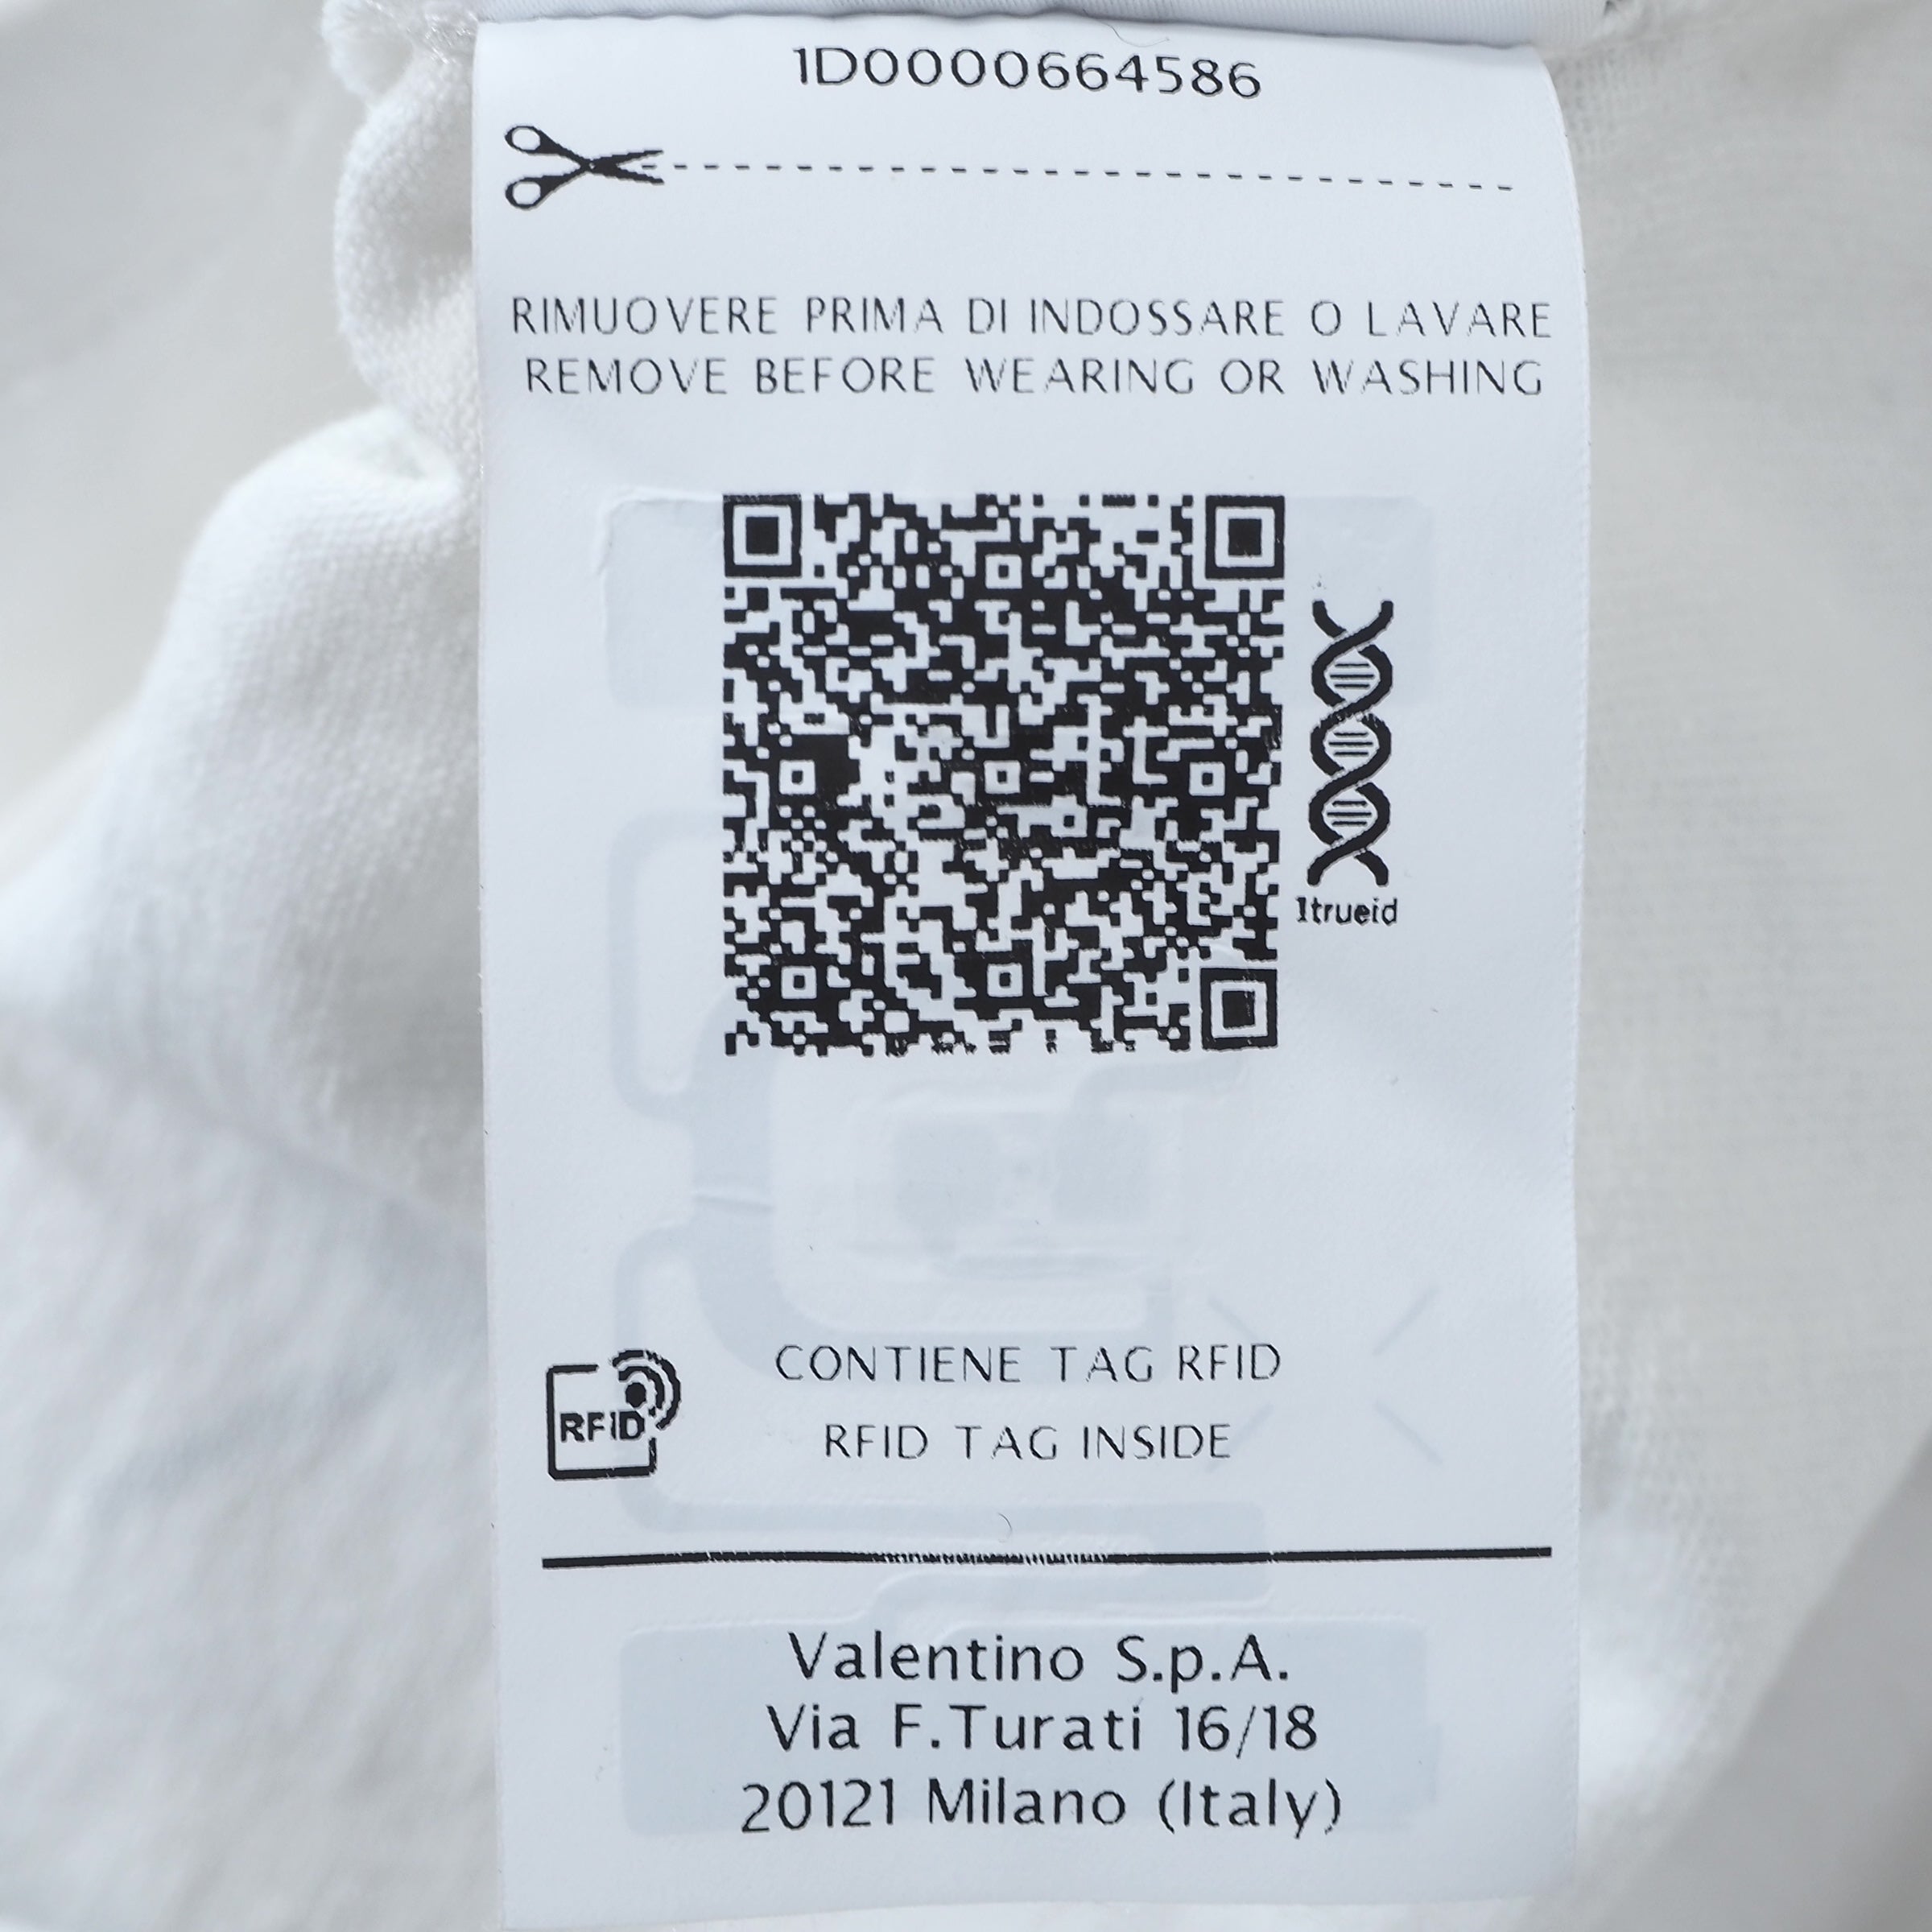 1D0000664586
RIMUOVERE PRIMA DI INDOSSARE O LAVARE
REMOVE BEFORE WEARING OR WASHING
1trueid
CONTIENE TAG RFID
RFID
RFID TAG INSIDE
Valentino S.p.A.
Via F.Turati 16/18
20121 Milano (Italy)